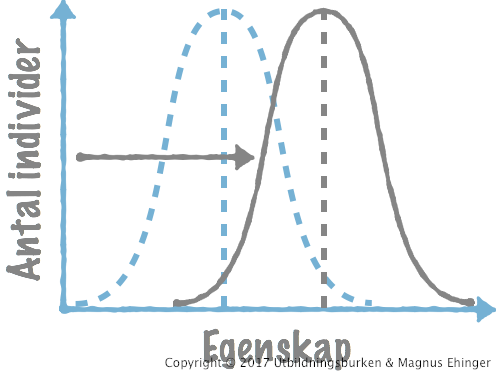 Antal individer
Egenskap
Copyright © 2017 Utbildningsburken & Magnus Ehinger